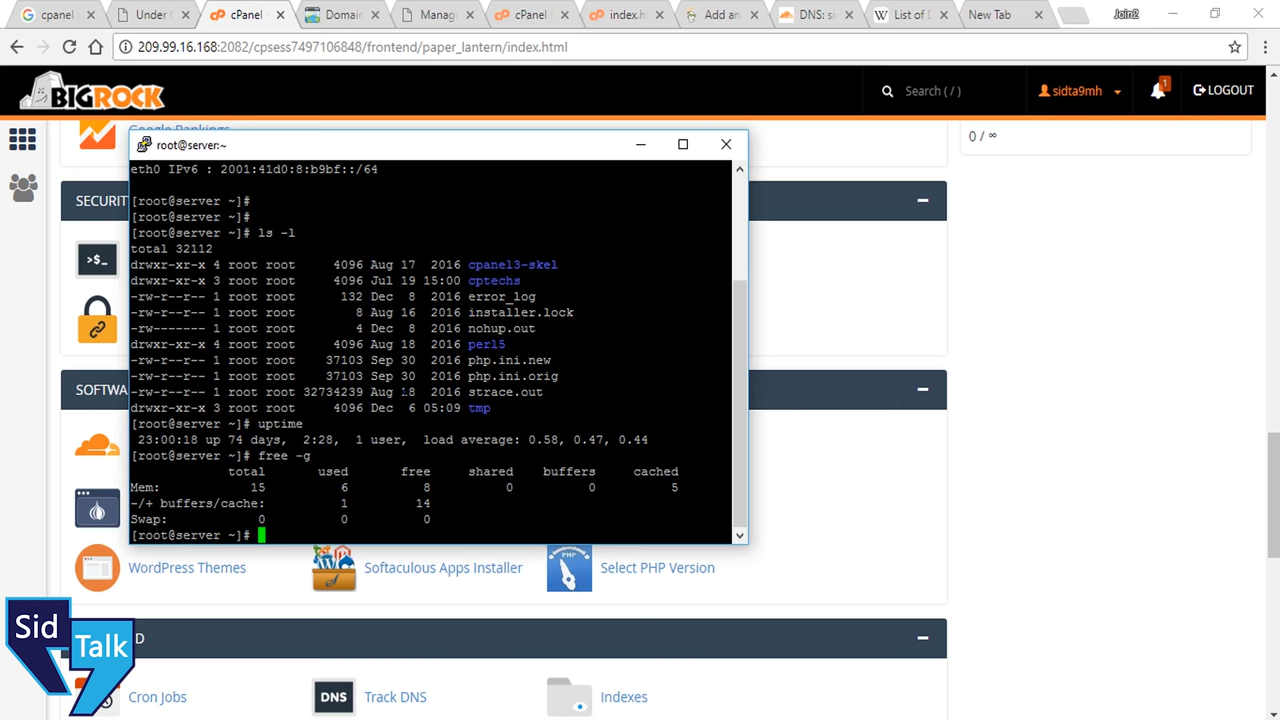 cpanel
Under C
cPanel
Domain
Manage
cPanel
index.h
Add an
DNS: si
List of D
New Tab
Join2
209.99.16.168:2082/cpsess7497106848/frontend/paper_lantern/index.html
BIGROCK
Search ( / )
sidta9mh
1
LOGOUT
Google Rankings
0 / ∞
root@server:~
eth0 IPv6 : 2001:41d0:8:b9bf::/64
SECURIT
[root@server ~]#
[root@server ~]#
[root@server ~]# ls -l
total 32112
drwxr-xr-x 4 root root     4096 Aug 17  2016 cpanel3-skel
drwxr-xr-x 3 root root     4096 Jul 19 15:00 cptechs
-rw-r--r-- 1 root root      132 Dec  8  2016 error_log
-rw-r--r-- 1 root root        8 Aug 16  2016 installer.lock
-rw------- 1 root root        4 Dec  8  2016 nohup.out
drwxr-xr-x 4 root root     4096 Aug 18  2016 perl5
-rw-r--r-- 1 root root    37103 Sep 30  2016 php.ini.new
-rw-r--r-- 1 root root    37103 Sep 30  2016 php.ini.orig
-rw-r--r-- 1 root root 32734239 Aug 18  2016 strace.out
drwxr-xr-x 3 root root     4096 Dec  6 05:09 tmp
[root@server ~]# uptime
23:00:18 up 74 days,  2:28,  1 user,  load average: 0.58, 0.47, 0.44
[root@server ~]# free -g
total       used       free     shared    buffers     cached
Mem:            15          6          8          0          0          5
-/+ buffers/cache:          1         14
Swap:            0          0          0
[root@server ~]#
>$_
SOFTWA
WordPress Themes
Softaculous Apps Installer
PHP
Select PHP Version
Sid
Talk
D
Cron Jobs
DNS
Track DNS
Indexes